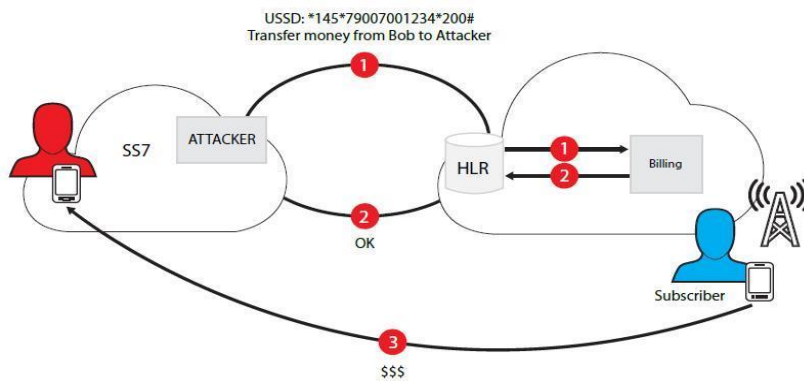 USSD: *145*79007001234*200#
Transfer money from Bob to Attacker
1
SS7
ATTACKER
HLR
1
2
Billing
2
OK
Subscriber
3
$$$